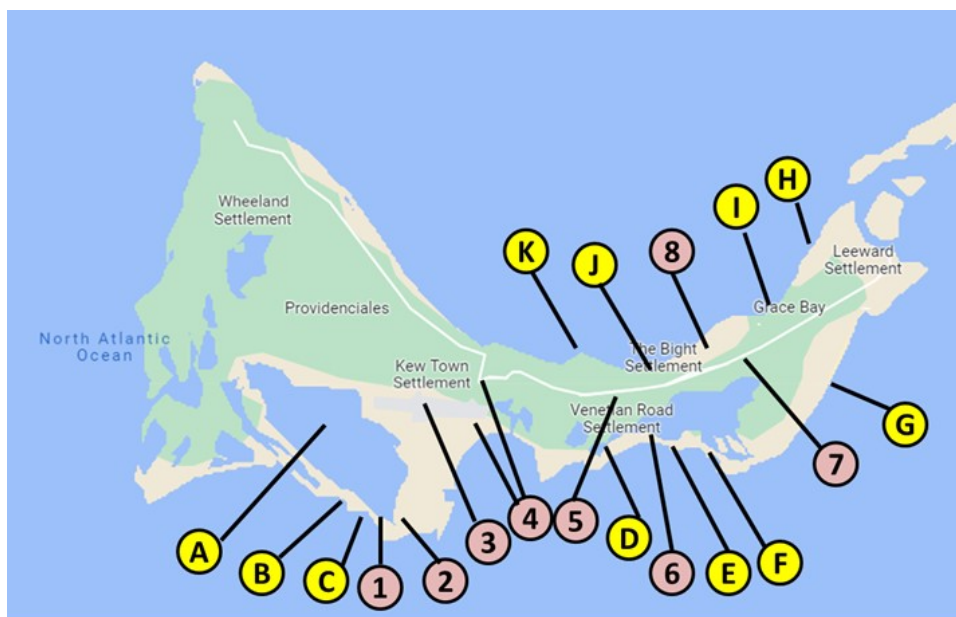 H
I
K
J
8
Wheeland
Settlement
Leeward
Settlement
Providenciales
Grace Bay
North Atlantic
Ocean
The Bight
Settlement
Kew Town
Settlement
Venetian Road
Settlement
G
7
A
B
C
1
2
3
4
5
D
6
E
F